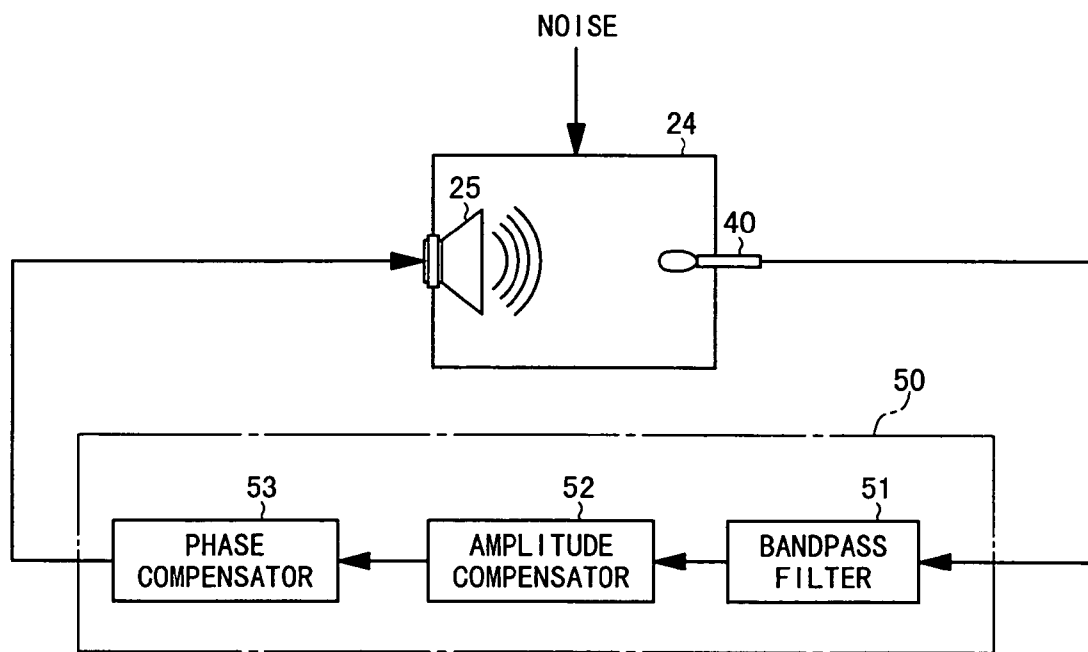 NOISE
24
25
40
50
53
52
51
PHASE
COMPENSATOR
AMPLITUDE
COMPENSATOR
BANDPASS
FILTER